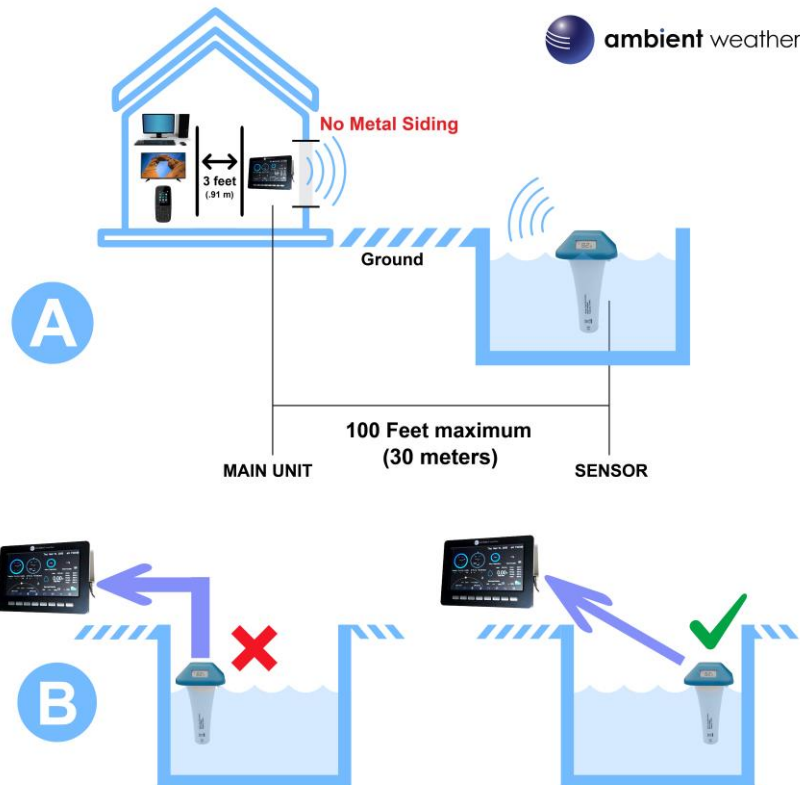 ambient weather
No Metal Siding
3 feet
(.91 m)
Ground
A
100 Feet maximum
(30 meters)
MAIN UNIT
SENSOR
B